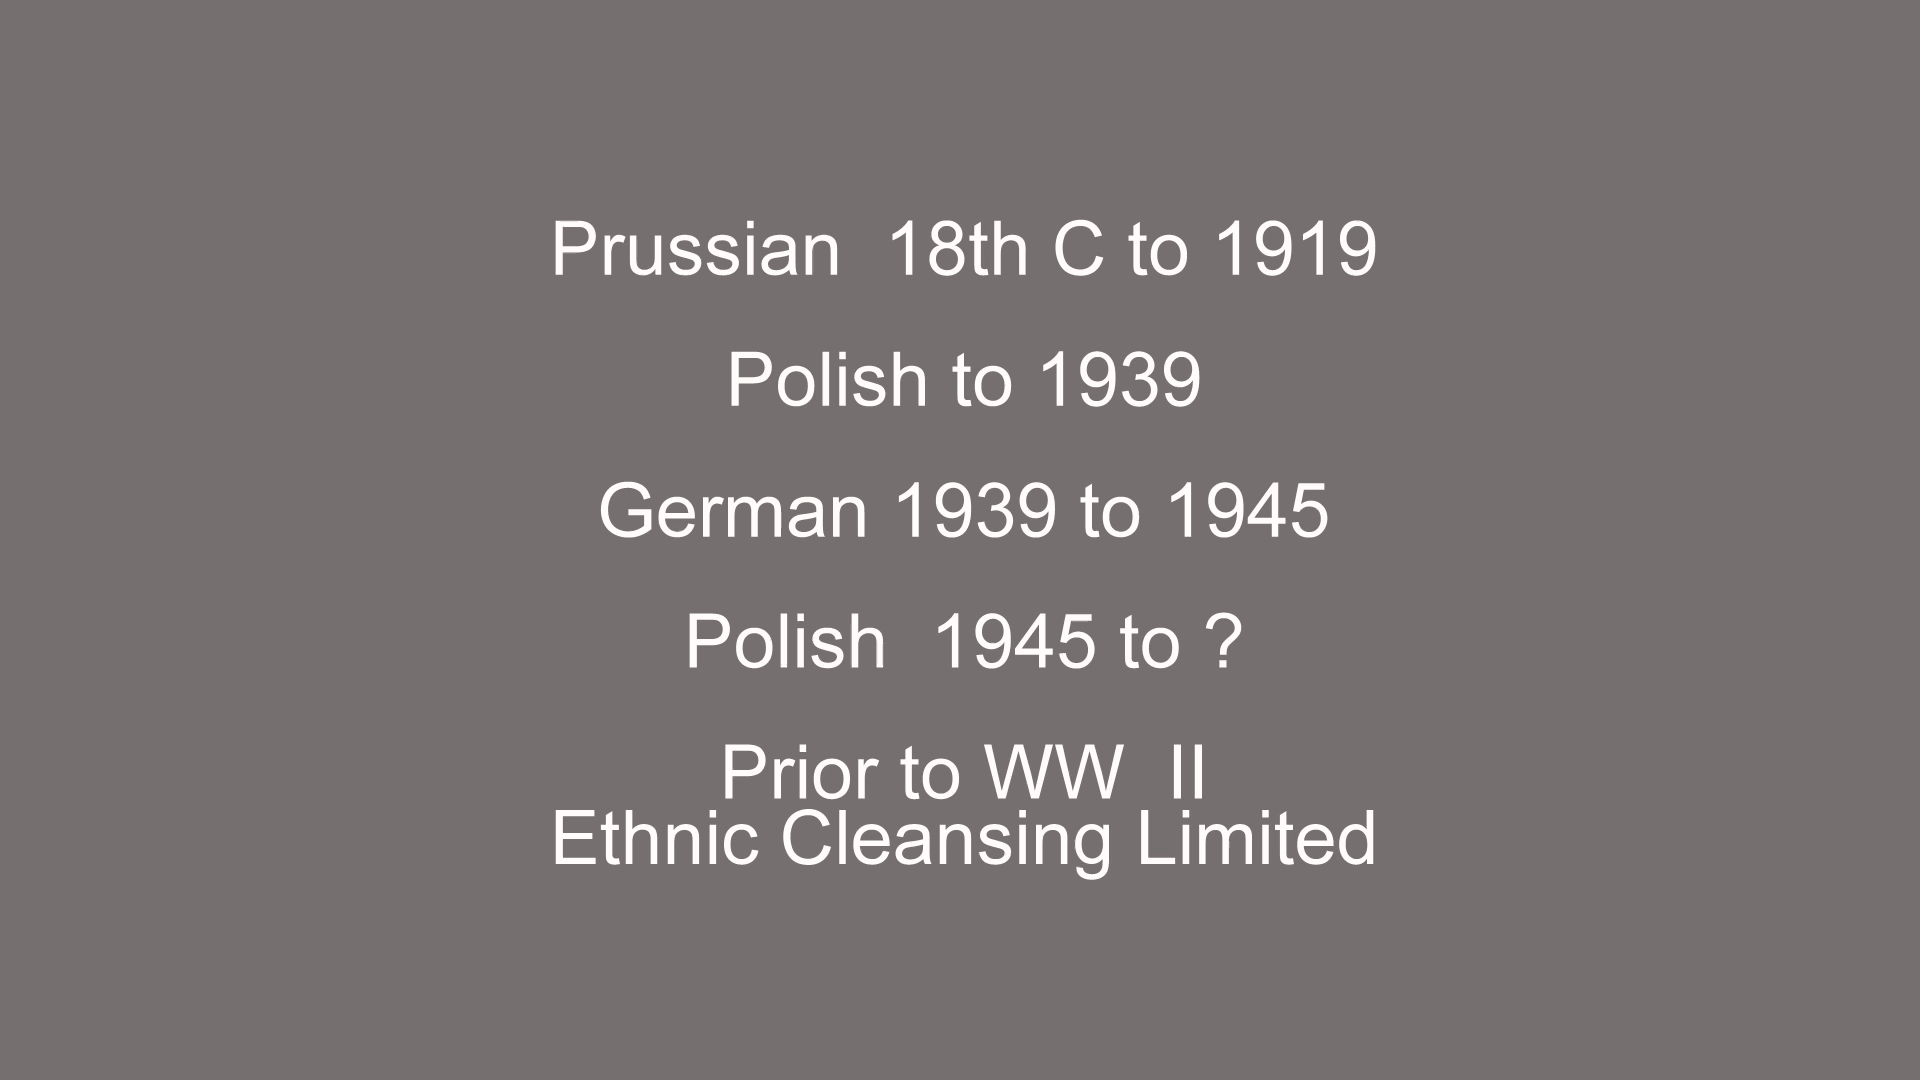 Prussian  18th C to 1919
Polish to 1939
German 1939 to 1945
Polish  1945 to ?
Prior to WW  II
Ethnic Cleansing Limited